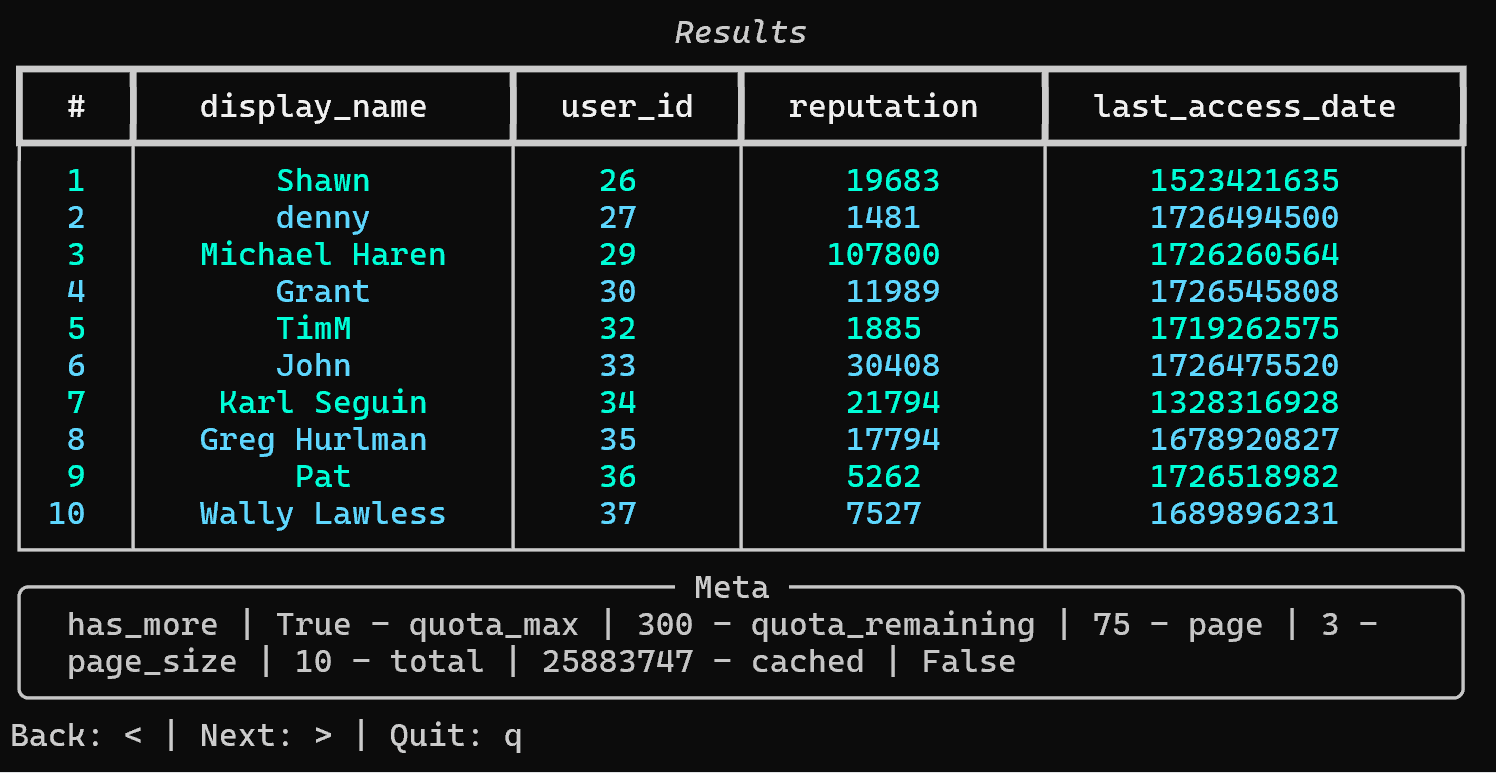 Results
# display_name user_id reputation last_access_date
1 Shawn 26 19683 1523421635
2 denny 27 1481 1726494500
3 Michael Haren 29 107800 1726260564
4 Grant 30 11989 1726545808
5 TimM 32 1885 1719262575
6 John 33 30408 1726475520
7 Karl Seguin 34 21794 1328316928
8 Greg Hurlman 35 17794 1678920827
9 Pat 36 5262 1726518982
10 Wally Lawless 37 7527 1689896231
Meta
has_more | True - quota_max | 300 - quota_remaining | 75 - page | 3 -
page_size | 10 - total | 25883747 - cached | False
Back: < | Next: > | Quit: q